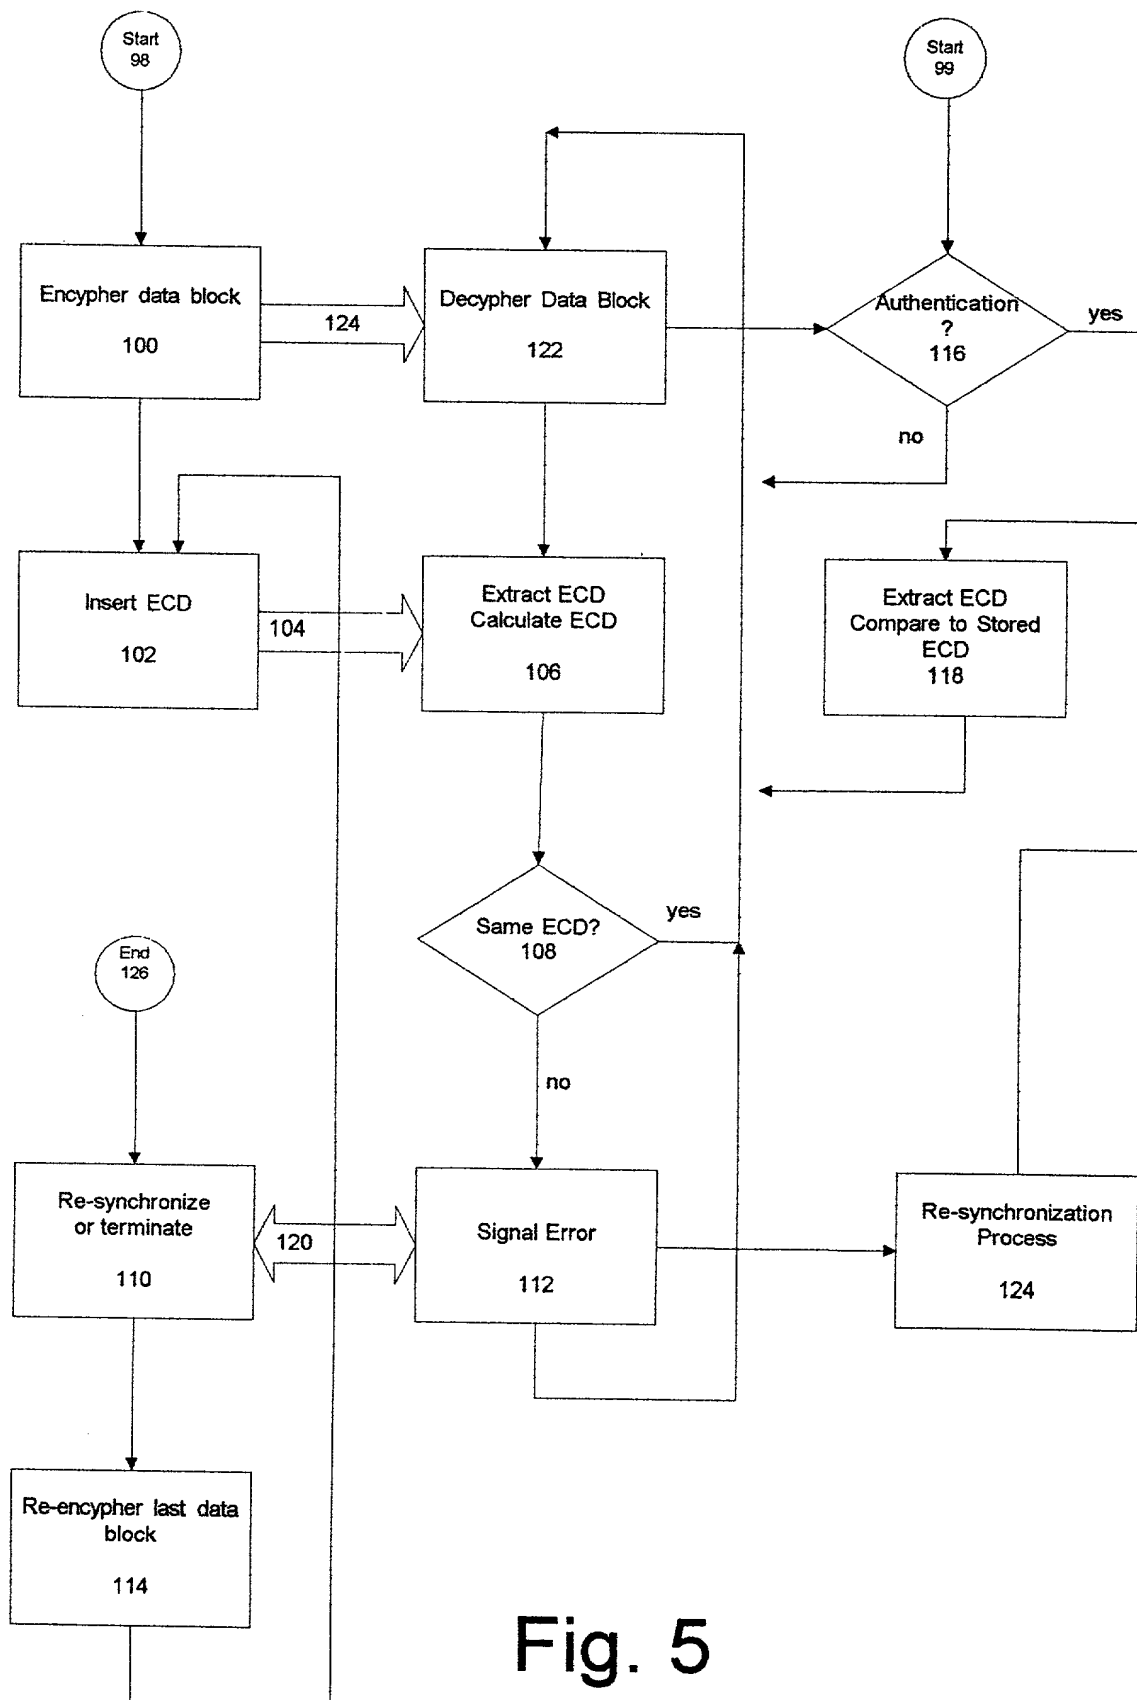 Start
98
Start
99
Encypher data block
100
124
Decypher Data Block
122
Authentication
?
116
yes
no
Insert ECD
102
104
Extract ECD
Calculate ECD
106
Extract ECD
Compare to Stored
ECD
118
Same ECD?
108
yes
no
End
126
Re-synchronize
or terminate
110
120
Signal Error
112
Re-synchronization
Process
124
Re-encypher last data
block
114
Fig. 5